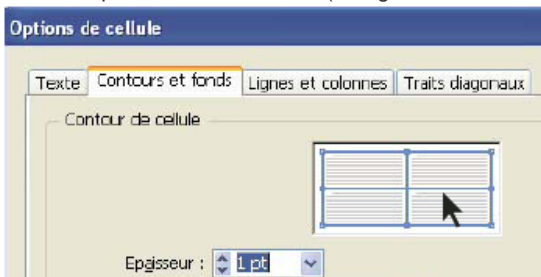 Options de cellule
Texte Contours et fonds Lignes et colonnes Traits diagonaux
Contour de cellule
Epaisseur : 1 pt